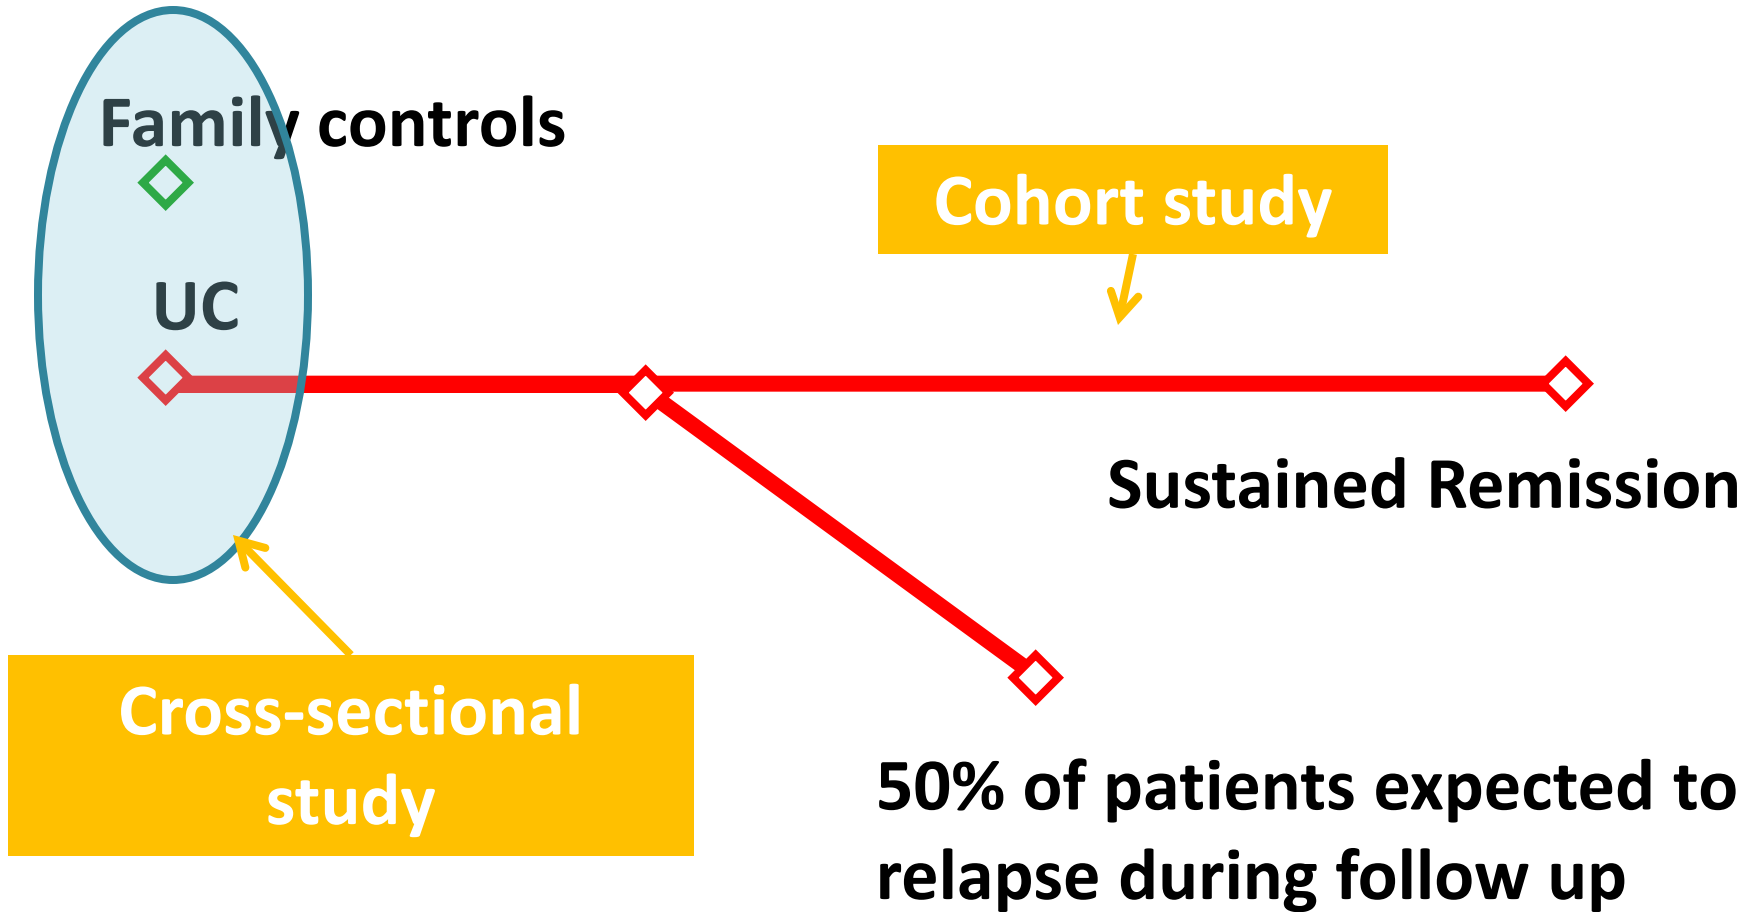 Family controls
Cohort study
UC
Sustained Remission
Cross-sectional
study
50% of patients expected to
relapse during follow up